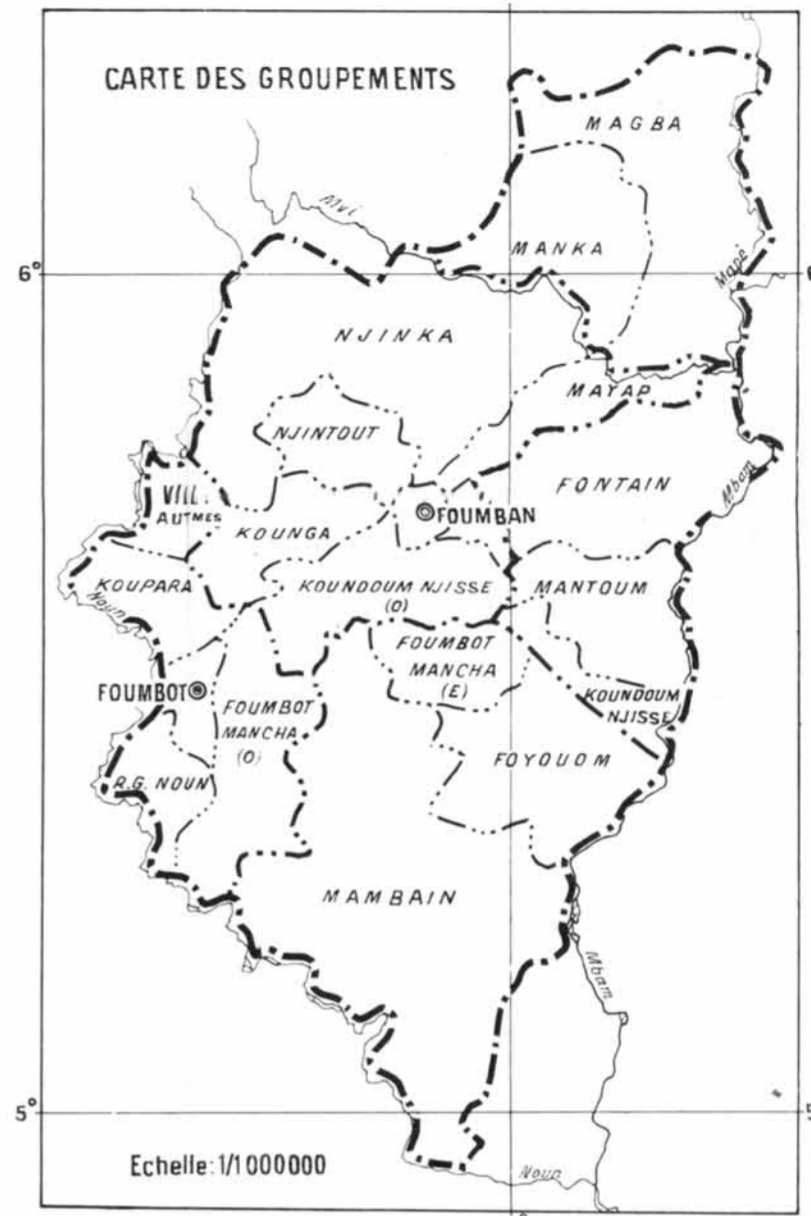 CARTE DES GROUPEMENTS
MAGBA
Mvi
MANKA
6°
Mapé
NJINKA
MAYAP
NJINTOUT
FONTAIN
Mbam
VILL.
AUTMES
FOUMBAN
KOUNGA
KOUPARA
KOUNDOUM NJISSE
(O)
MANTOUM
Noun
FOUMBOT
MANCHA
(E)
FOUMBOT
KOUNDOUM
NJISSE
FOUMBOT
MANCHA
(O)
FOYOUOM
R.G. NOUN
MAMBAIN
Mbam
5°
Echelle: 1/1000000
Noun